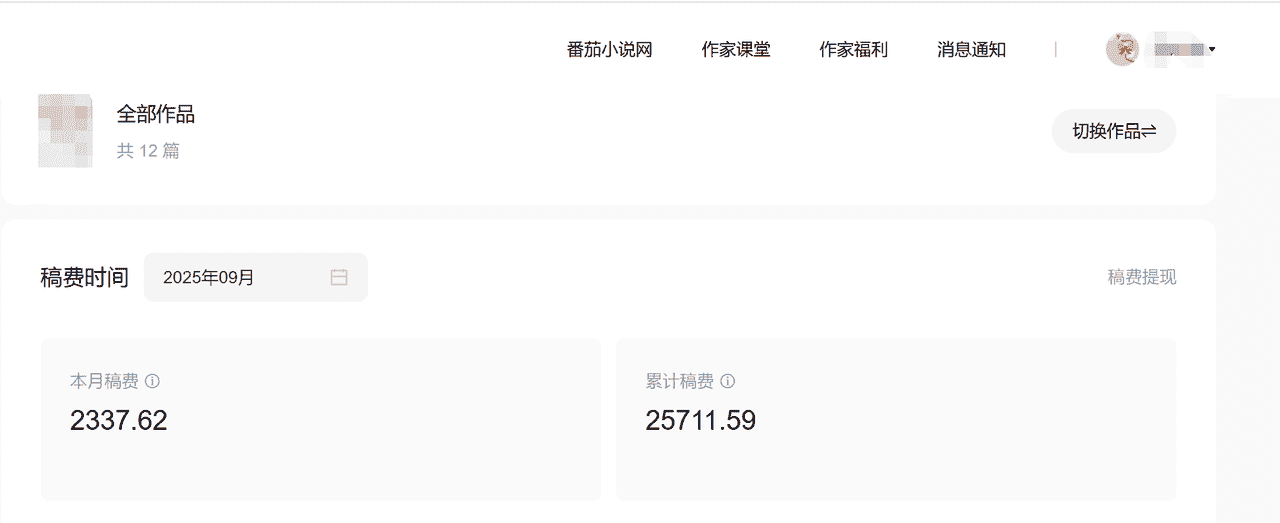 番茄小说网 作家课堂 作家福利 消息通知
全部作品
共 12 篇
切换作品⇌
稿费时间 2025年09月 稿费提现
本月稿费 累计稿费
2337.62 25711.59